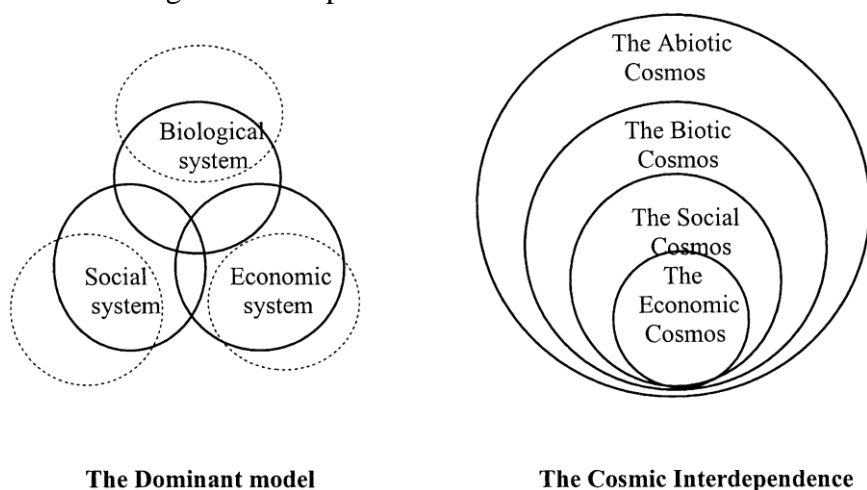 Biological
system
Social
system
Economic
system
The Abiotic
Cosmos
The Biotic
Cosmos
The Social
Cosmos
The
Economic
Cosmos
The Dominant model
The Cosmic Interdependence